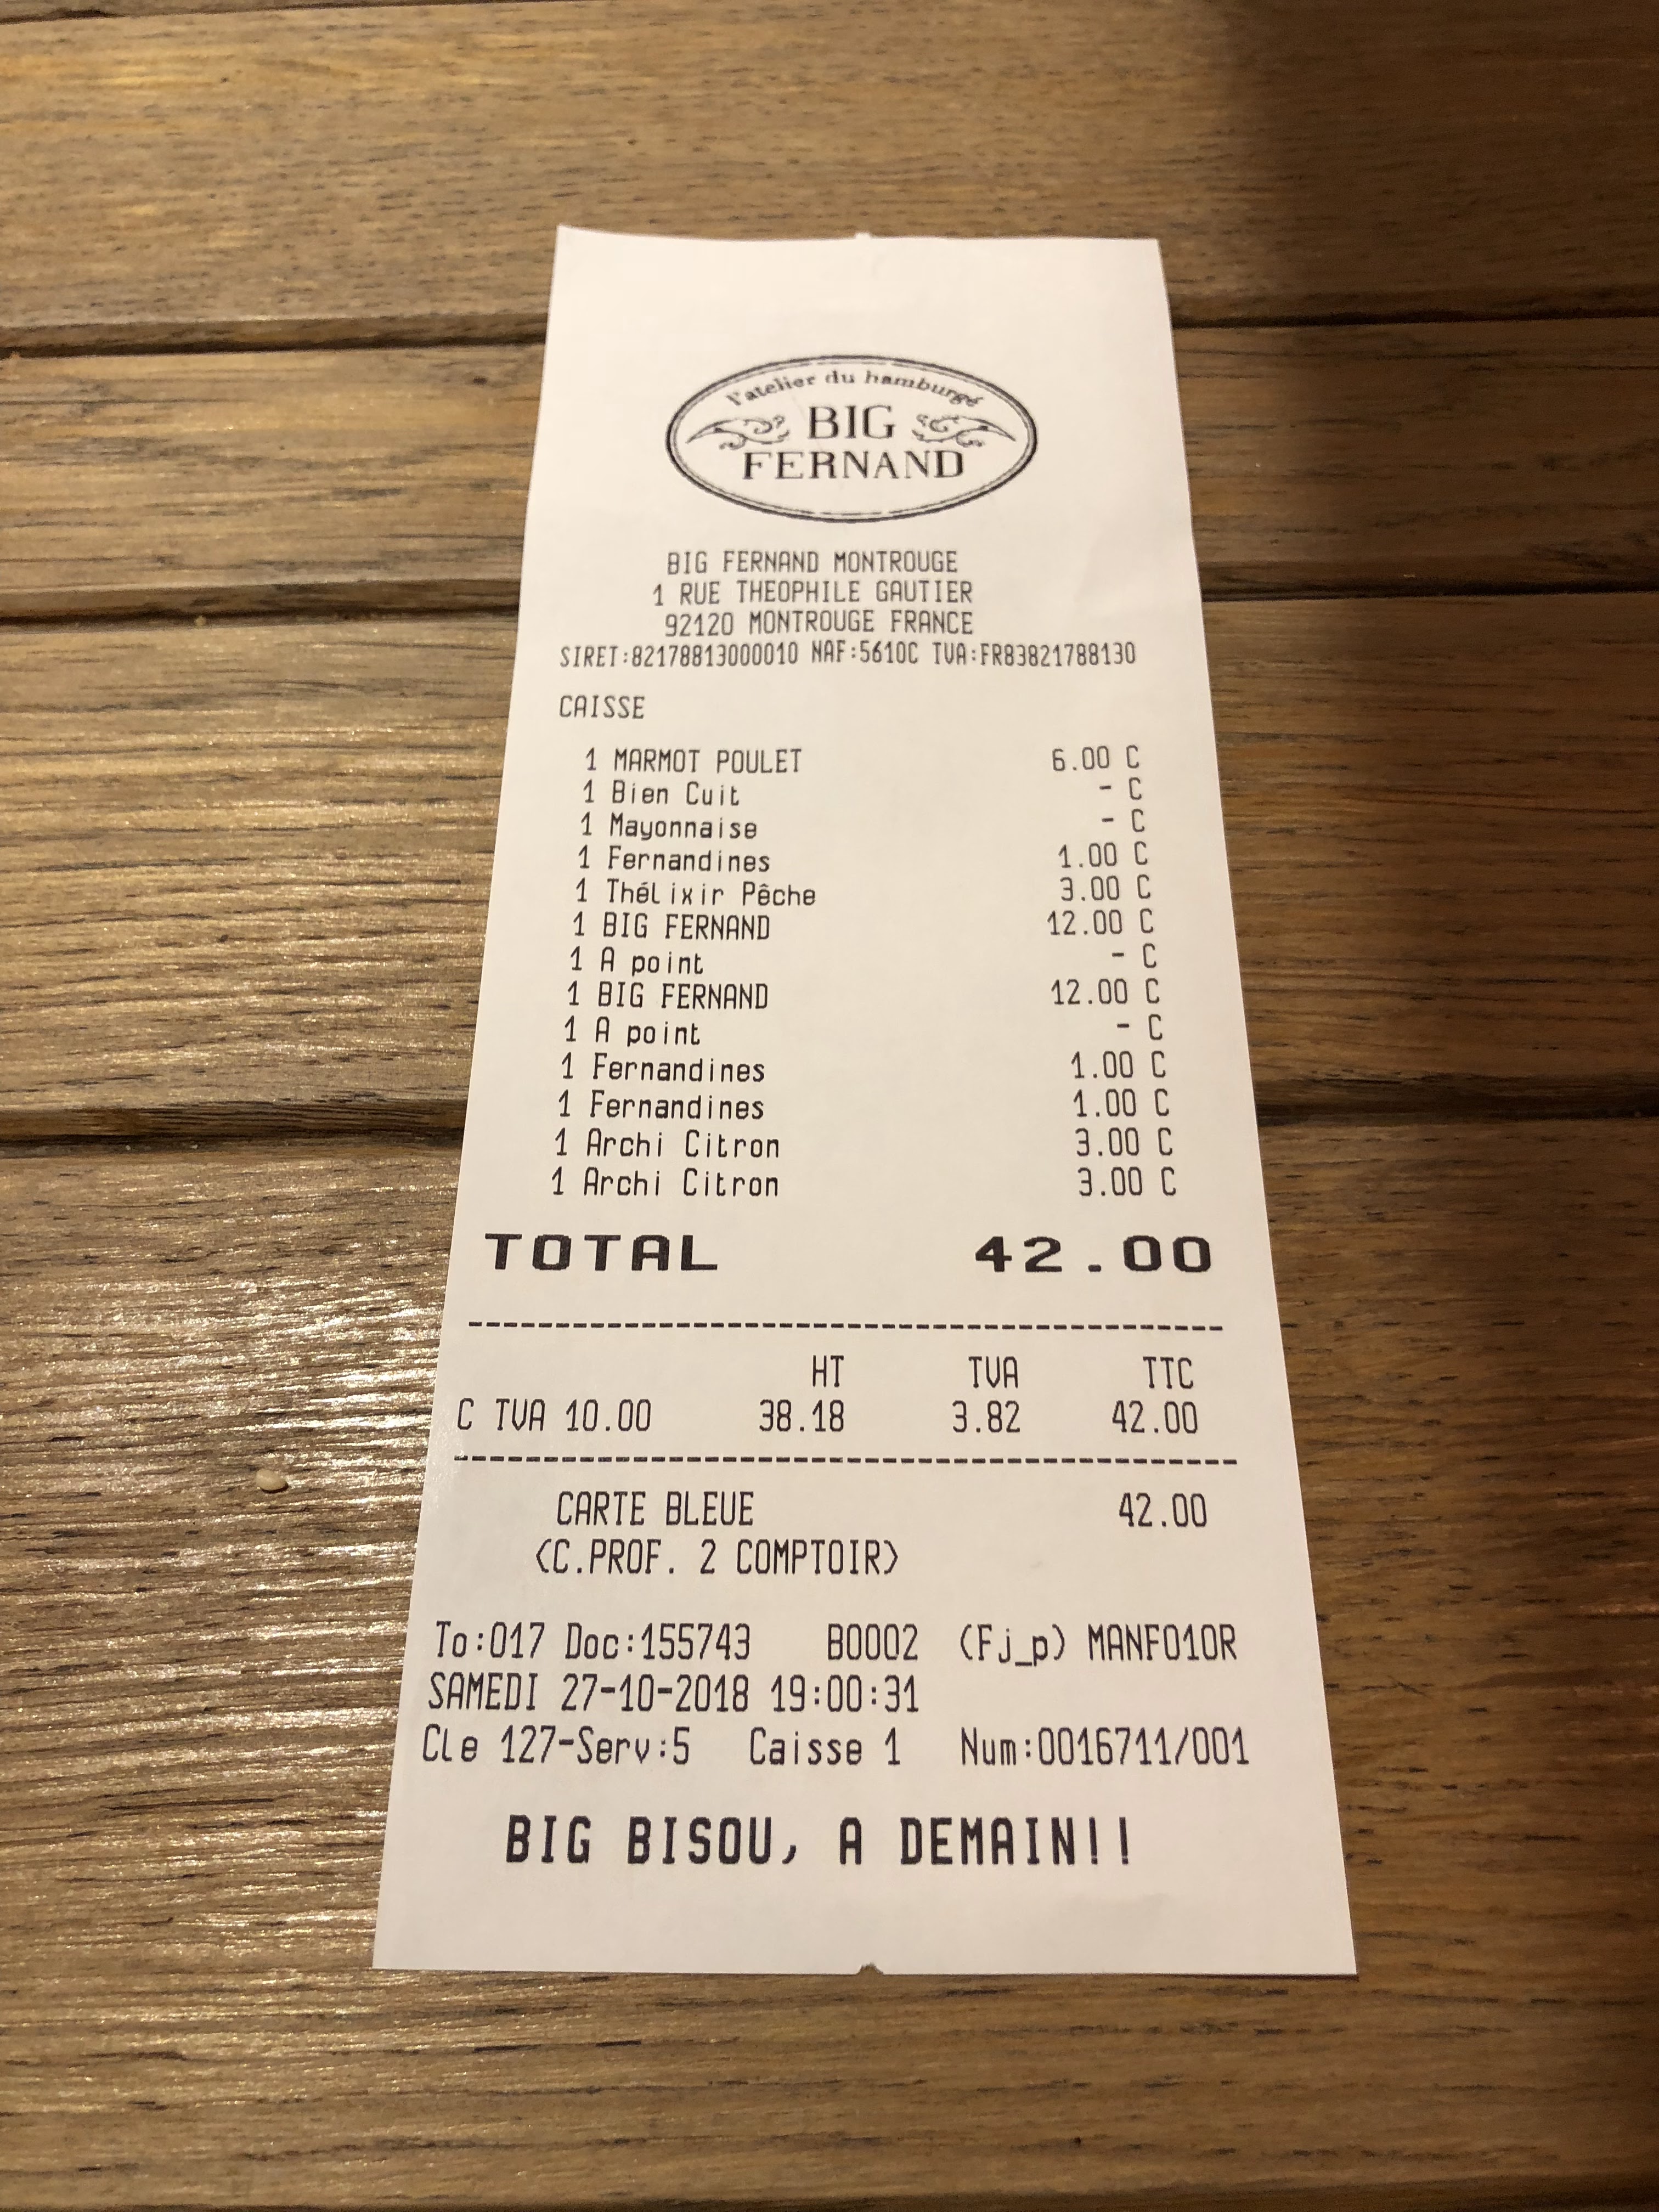 l'atelier du hamburgé
BIG
FERNAND
BIG FERNAND MONTROUGE
1 RUE THEOPHILE GAUTIER
92120 MONTROUGE FRANCE
SIRET:82178813000010 NAF:5610C TVA:FR83821788130
CAISSE
1 MARMOT POULET 6.00 C
1 Bien Cuit - C
1 Mayonnaise - C
1 Fernandines 1.00 C
1 Thélixir Pêche 3.00 C
1 BIG FERNAND 12.00 C
1 A point - C
1 BIG FERNAND 12.00 C
1 A point - C
1 Fernandines 1.00 C
1 Fernandines 1.00 C
1 Archi Citron 3.00 C
1 Archi Citron 3.00 C
TOTAL 42.00
HT TVA TTC
C TVA 10.00 38.18 3.82 42.00
CARTE BLEUE 42.00
(C.PROF. 2 COMPTOIR)
To:017 Doc:155743 B0002 (Fj_p) MANF010R
SAMEDI 27-10-2018 19:00:31
Cle 127-Serv:5 Caisse 1 Num:0016711/001
BIG BISOU, A DEMAIN!!